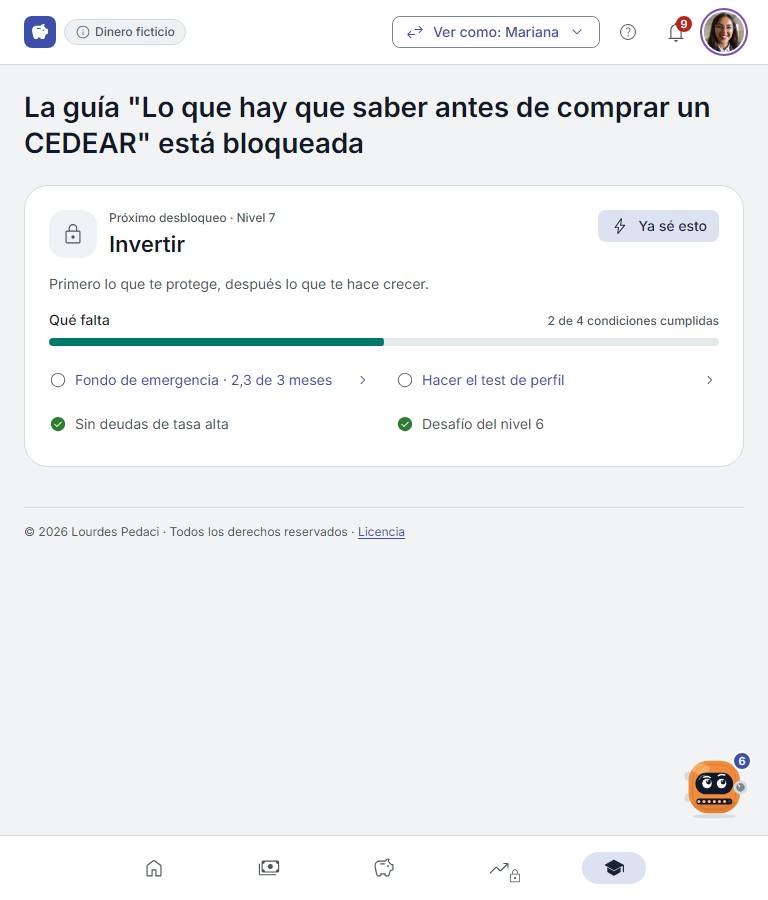 Dinero ficticio
Ver como: Mariana
9
La guía "Lo que hay que saber antes de comprar un
CEDEAR" está bloqueada
Próximo desbloqueo · Nivel 7
Invertir
Ya sé esto
Primero lo que te protege, después lo que te hace crecer.
Qué falta
2 de 4 condiciones cumplidas
Fondo de emergencia · 2,3 de 3 meses
Hacer el test de perfil
Sin deudas de tasa alta
Desafío del nivel 6
© 2026 Lourdes Pedaci · Todos los derechos reservados · Licencia
6